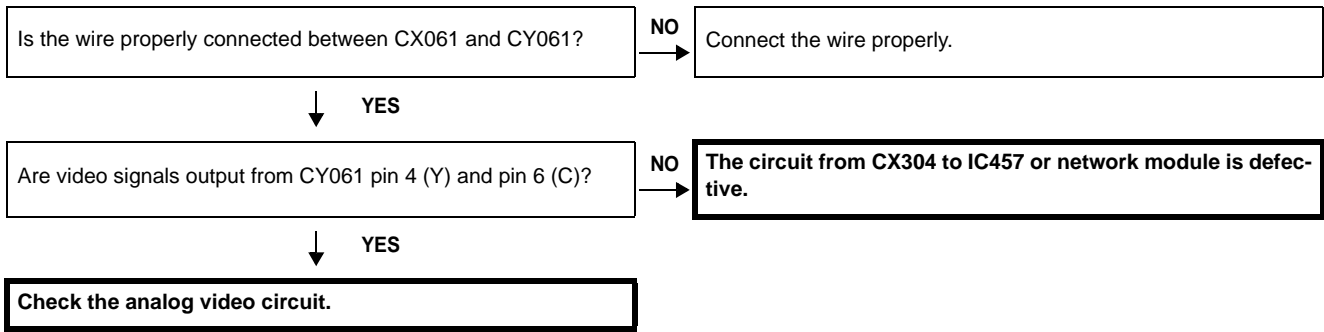 Is the wire properly connected between CX061 and CY061?
NO
Connect the wire properly.
YES
Are video signals output from CY061 pin 4 (Y) and pin 6 (C)?
NO
The circuit from CX304 to IC457 or network module is defec-
tive.
YES
Check the analog video circuit.